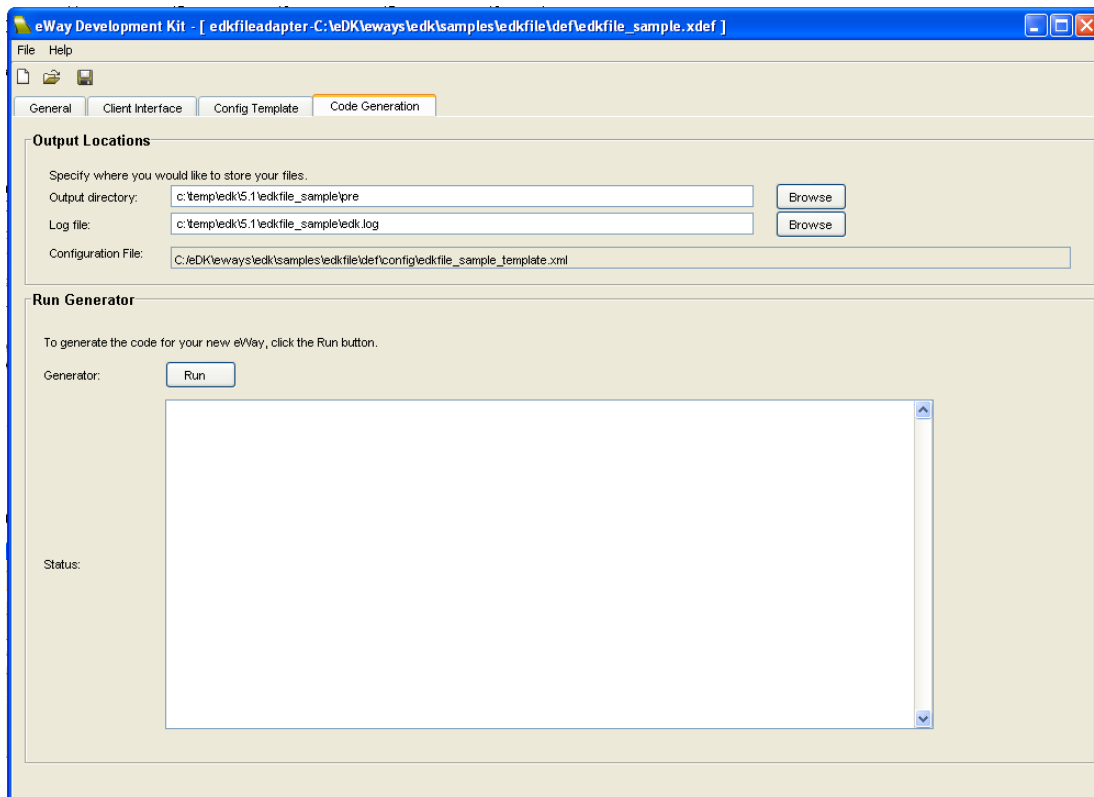 eWay Development Kit - [ edkfileadapter-C:\eDK\eways\edk\samples\edkfile\def\edkfile_sample.xdef ]
File Help
General Client Interface Config Template Code Generation
Output Locations
Specify where you would like to store your files.
Output directory: c:\temp\edk\5.1\edkfile_sample\pre Browse
Log file: c:\temp\edk\5.1\edkfile_sample\edk.log Browse
Configuration File: C:/eDK\eways\edk\samples\edkfile\def\config\edkfile_sample_template.xml
Run Generator
To generate the code for your new eWay, click the Run button.
Generator: Run
Status: